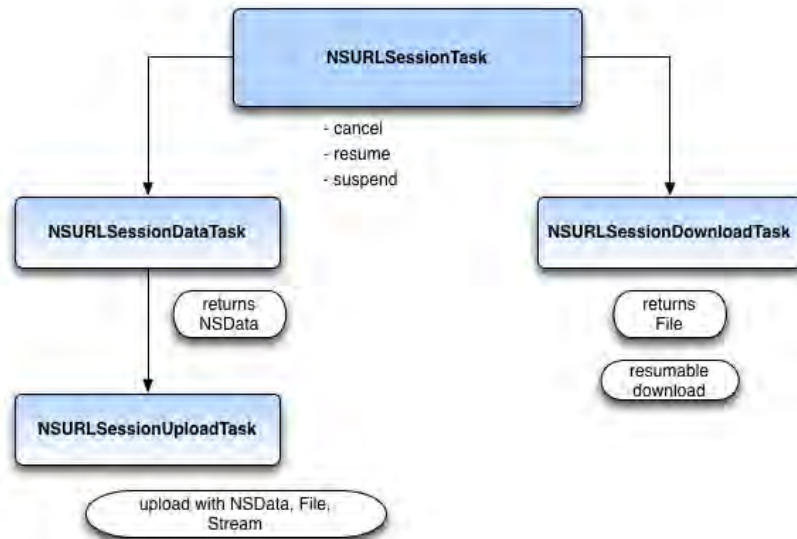 NSURLSessionTask
- cancel
- resume
- suspend
NSURLSessionDataTask
NSURLSessionDownloadTask
returns
NSData
returns
File
resumable
download
NSURLSessionUploadTask
upload with NSData, File,
Stream